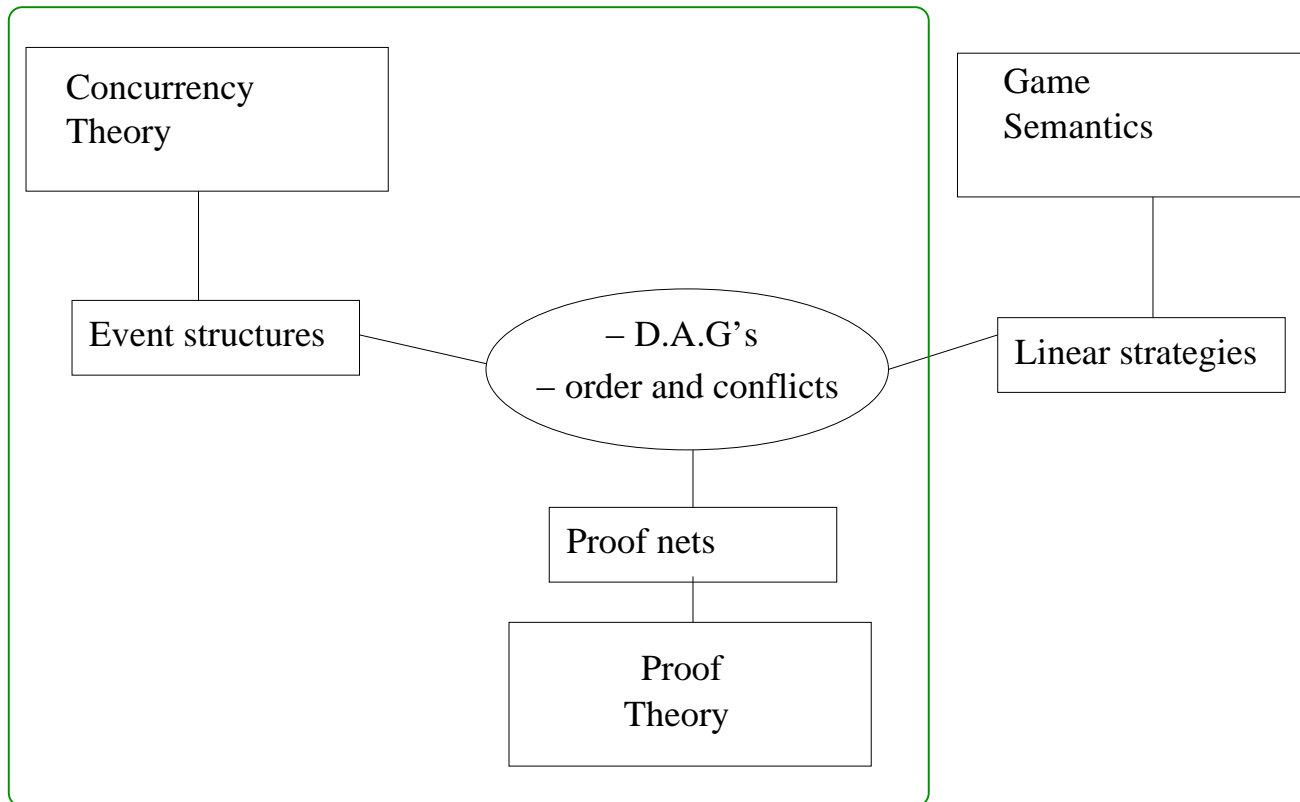 Concurrency
Theory
Game
Semantics
Event structures
– D.A.G’s
– order and conflicts
Linear strategies
Proof nets
Proof
Theory